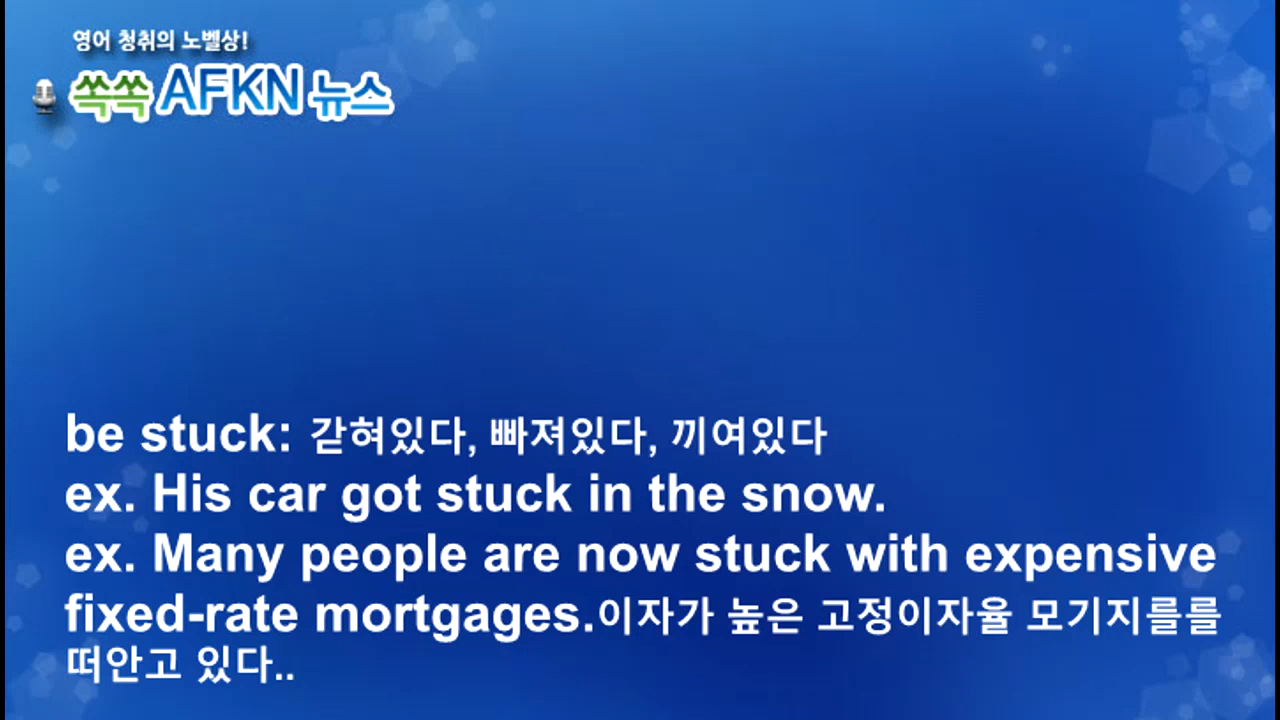 영어 청취의 노벨상!
쏙쏙 AFKN 뉴스
be stuck: 갇혀있다, 빠져있다, 끼여있다
ex. His car got stuck in the snow.
ex. Many people are now stuck with expensive
fixed-rate mortgages.이자가 높은 고정이자율 모기지를를
떠안고 있다..